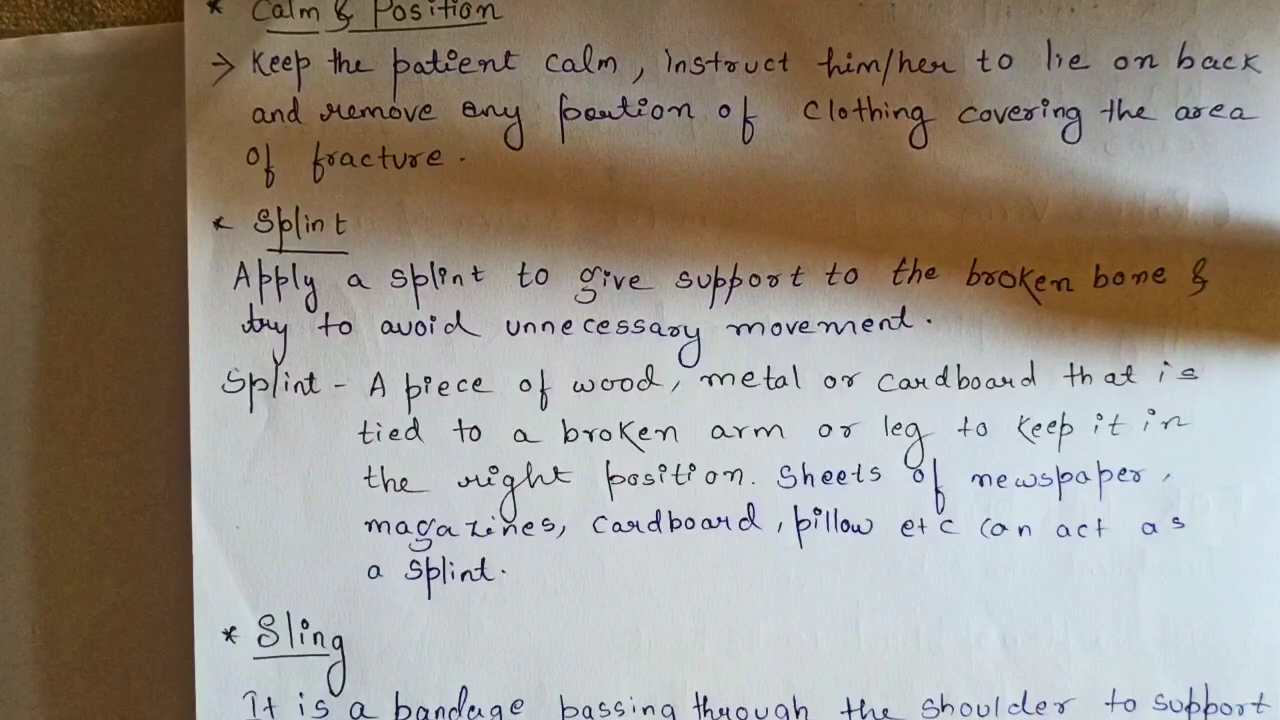 * Calm & Position
→ Keep the patient calm, instruct him/her to lie on back
and remove any portion of clothing covering the area
of fracture.
* Splint
Apply a splint to give support to the broken bone &
try to avoid unnecessary movement.
Splint - A piece of wood, metal or cardboard that is
tied to a broken arm or leg to keep it in
the right position. Sheets of newspaper,
magazines, cardboard, pillow etc can act as
a splint.
* Sling
It is a bandage passing through the shoulder to support